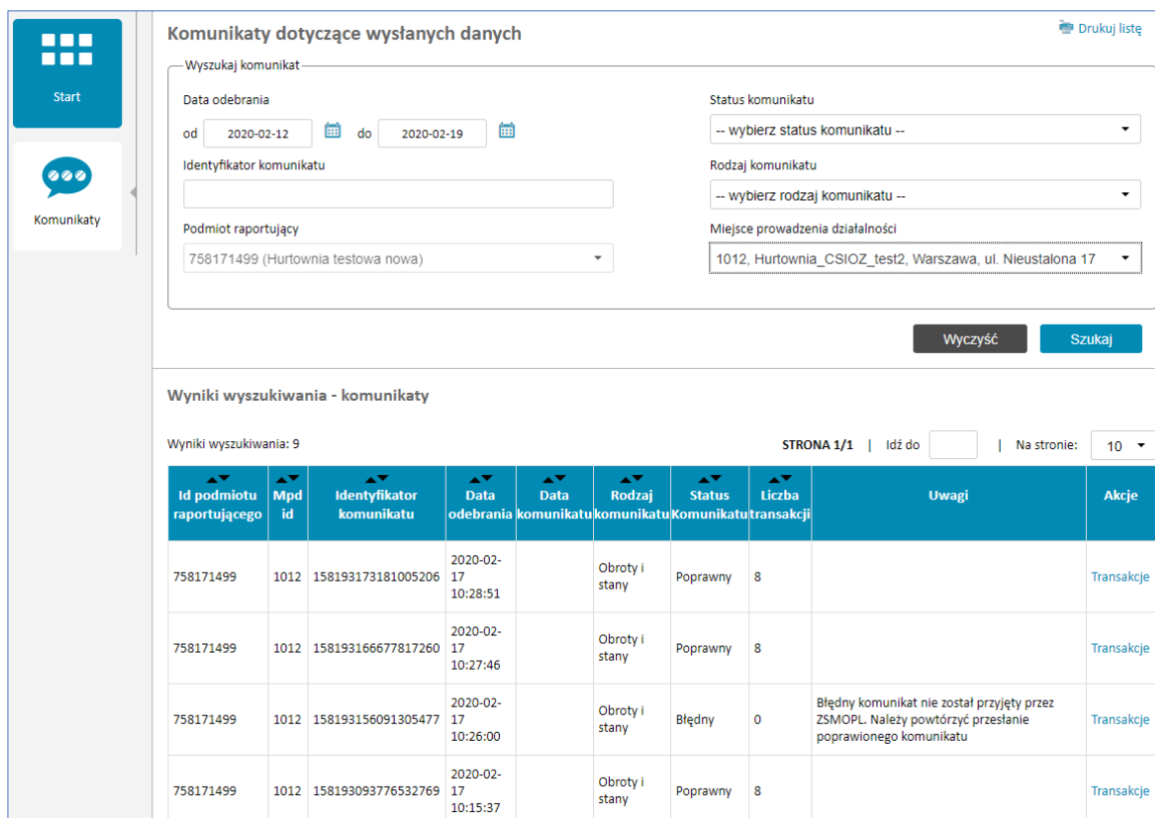 Start
Komunikaty
Komunikaty dotyczące wysłanych danych
Drukuj listę
Wyszukaj komunikat
Data odebrania
od 2020-02-12 do 2020-02-19
Status komunikatu
-- wybierz status komunikatu --
Identyfikator komunikatu
Rodzaj komunikatu
-- wybierz rodzaj komunikatu --
Podmiot raportujący
758171499 (Hurtownia testowa nowa)
Miejsce prowadzenia działalności
1012, Hurtownia_CSIOZ_test2, Warszawa, ul. Nieustalona 17
Wyczyść Szukaj
Wyniki wyszukiwania - komunikaty
Wyniki wyszukiwania: 9
STRONA 1/1 | Idź do | Na stronie: 10
Id podmiotu Mpd Identyfikator Data Data Rodzaj Status Liczba Uwagi Akcje
raportującego id komunikatu odebrania komunikatu komunikatu Komunikatu transakcji
2020-02-
758171499 1012 158193173181005206 17 Obroty i Poprawny 8 Transakcje
10:28:51 stany
2020-02-
758171499 1012 158193166677817260 17 Obroty i Poprawny 8 Transakcje
10:27:46 stany
2020-02- Błędny komunikat nie został przyjęty przez
758171499 1012 158193156091305477 17 Obroty i Błędny 0 ZSMOPL. Należy powtórzyć przesłanie Transakcje
10:26:00 stany poprawionego komunikatu
2020-02-
758171499 1012 158193093776532769 17 Obroty i Poprawny 8 Transakcje
10:15:37 stany